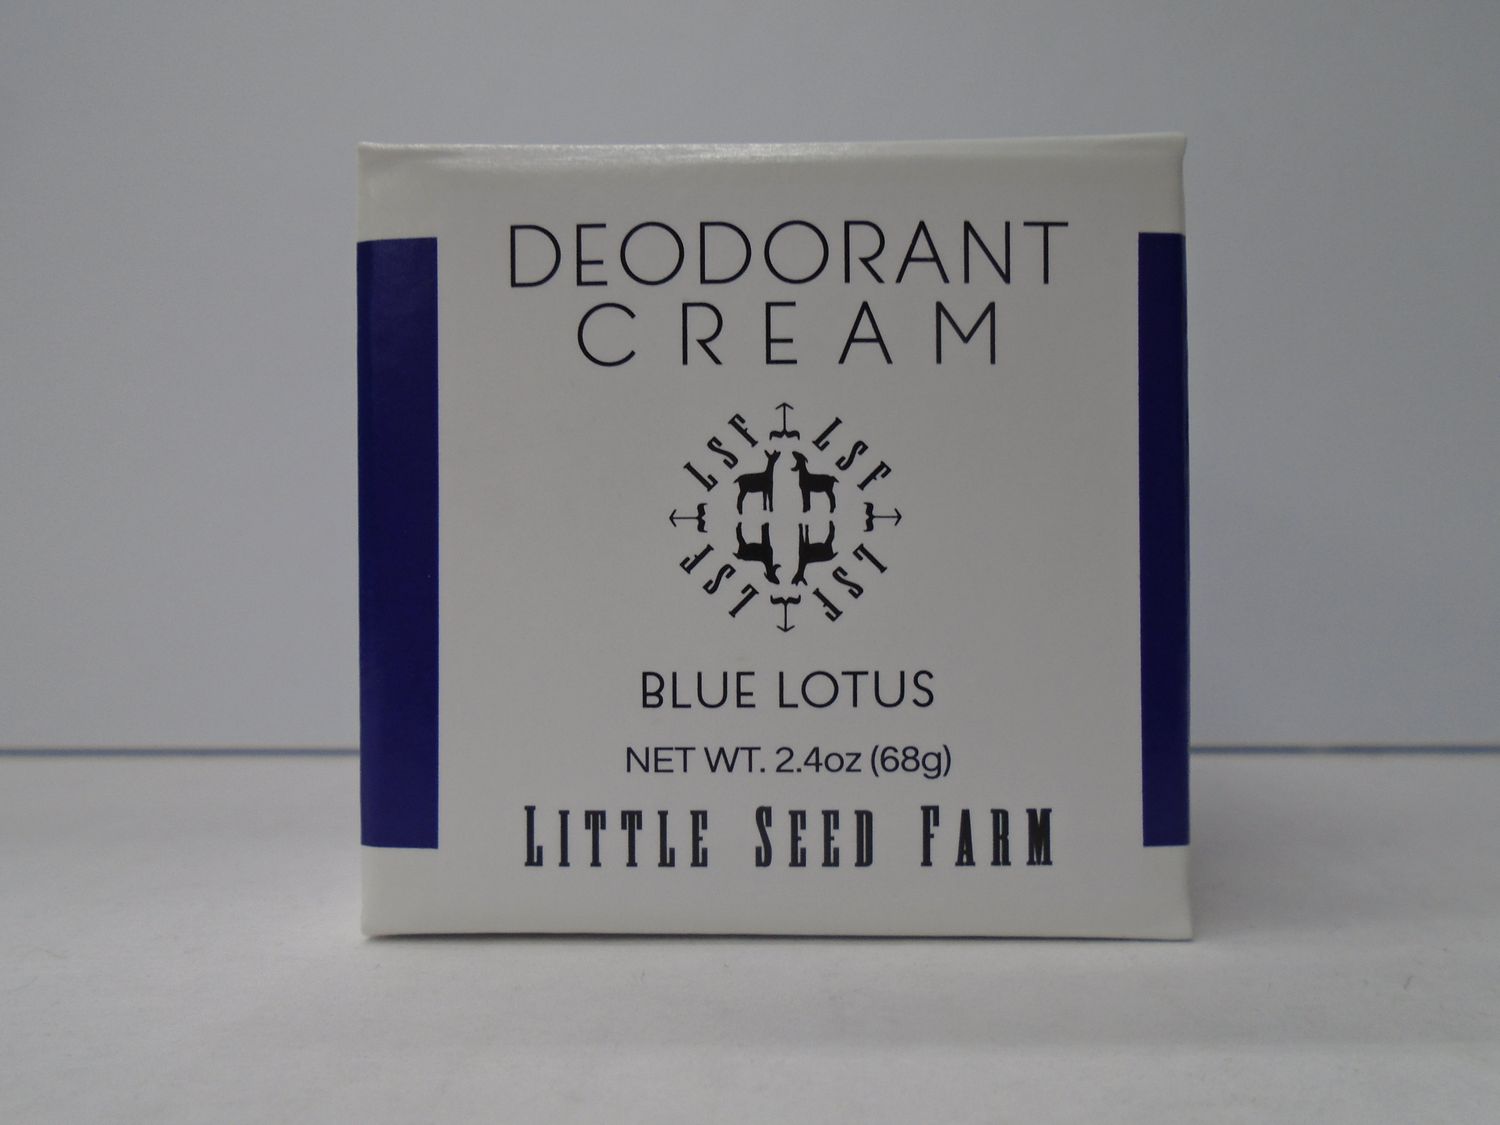 DEODORANT
CREAM
LSF LSF
LSF LSF
BLUE LOTUS
NET WT. 2.4oz (68g)
LITTLE SEED FARM